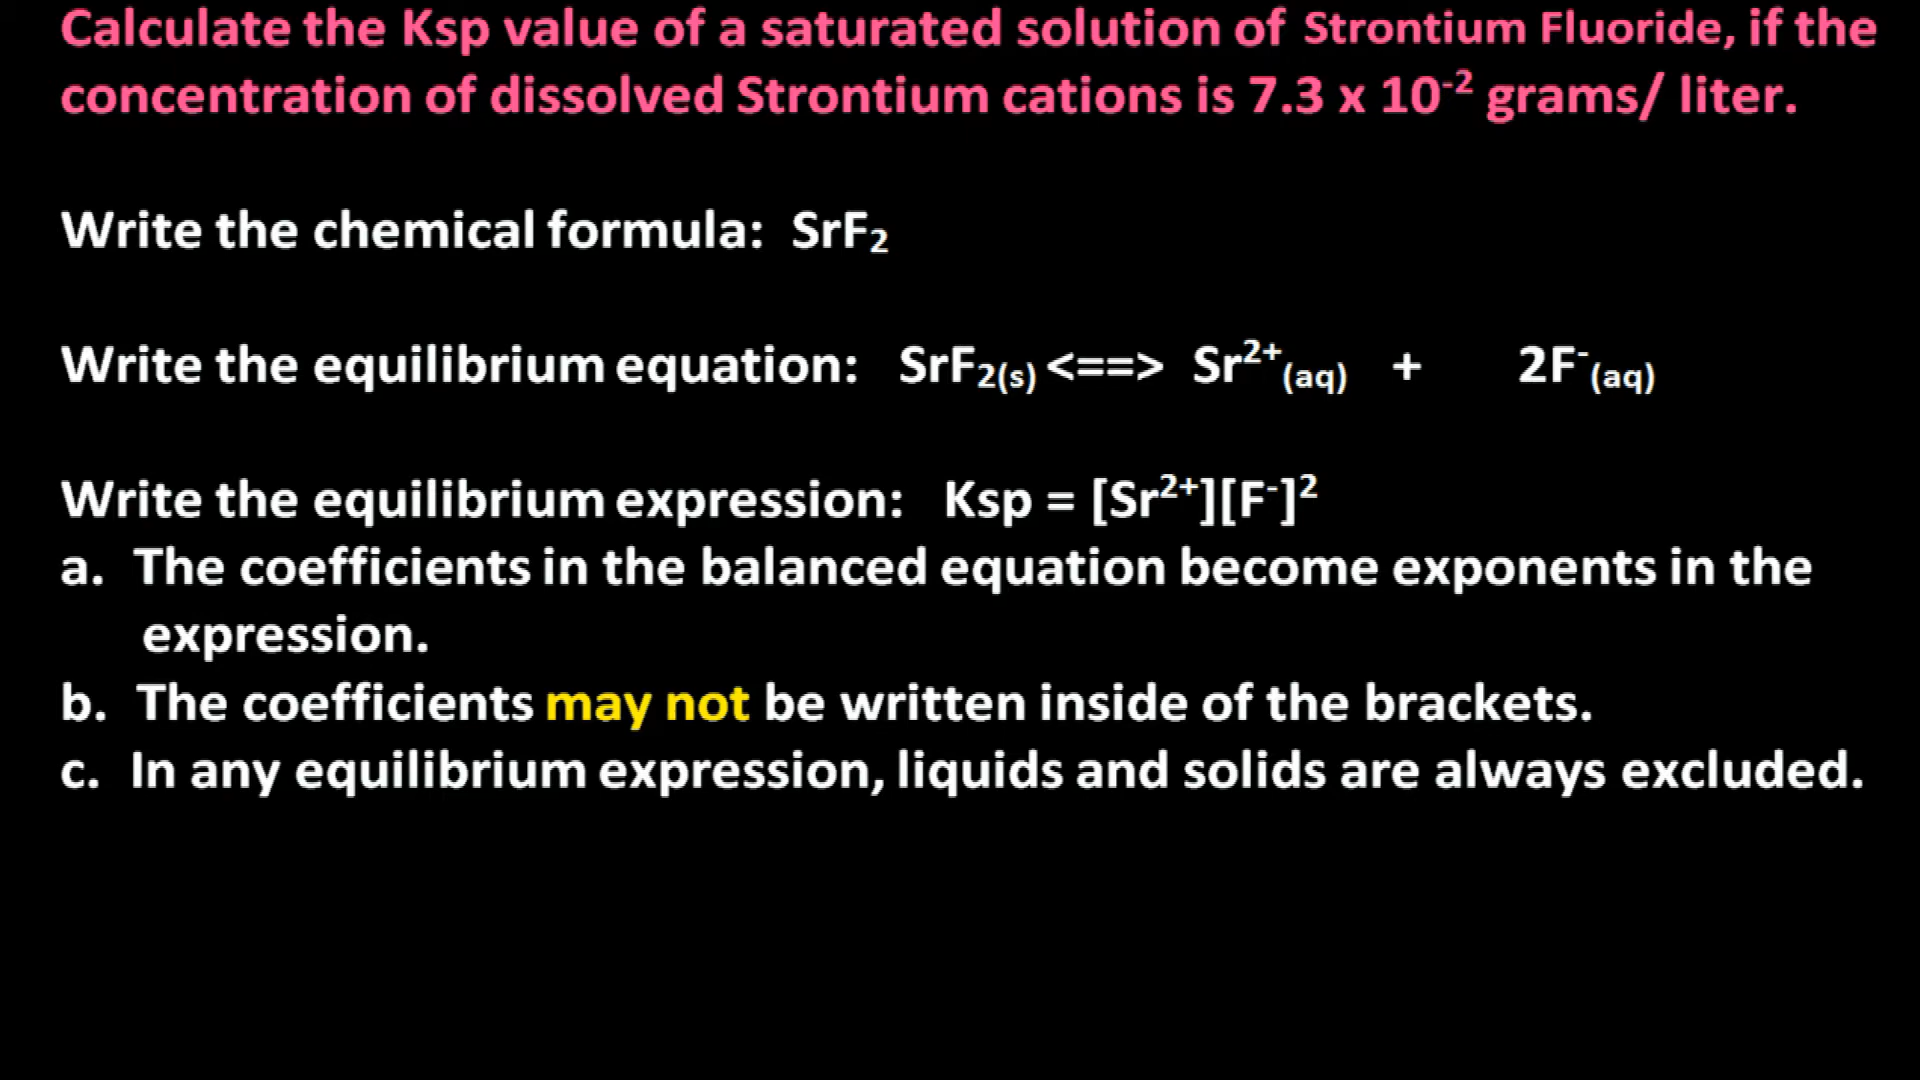 Calculate the Ksp value of a saturated solution of Strontium Fluoride, if the
concentration of dissolved Strontium cations is 7.3 x 10⁻² grams/ liter.
Write the chemical formula: SrF₂
Write the equilibrium equation: SrF₂₍ₛ₎ <==> Sr²⁺(aq) + 2F⁻(aq)
Write the equilibrium expression: Ksp = [Sr²⁺][F⁻]²
a. The coefficients in the balanced equation become exponents in the
expression.
b. The coefficients may not be written inside of the brackets.
c. In any equilibrium expression, liquids and solids are always excluded.